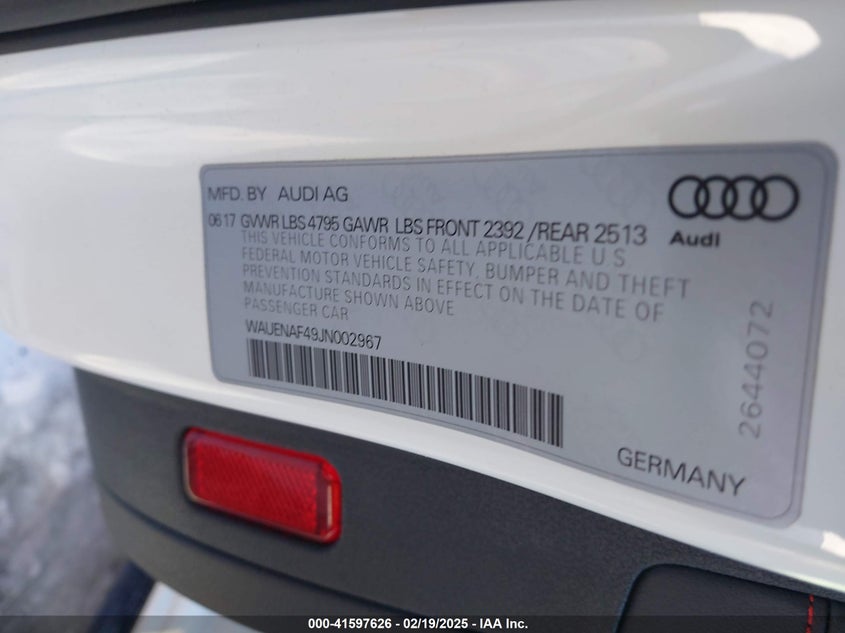 MFD. BY AUDI AG
06 17 GVWR LBS 4795 GAWR LBS FRONT 2392 /REAR 2513
THIS VEHICLE CONFORMS TO ALL APPLICABLE U S
FEDERAL MOTOR VEHICLE SAFETY, BUMPER AND THEFT
PREVENTION STANDARDS IN EFFECT ON THE DATE OF
MANUFACTURE SHOWN ABOVE
PASSENGER CAR
WAUENAF49JN002967
Audi
2644072
GERMANY
000-41597626 - 02/19/2025 - IAA Inc.